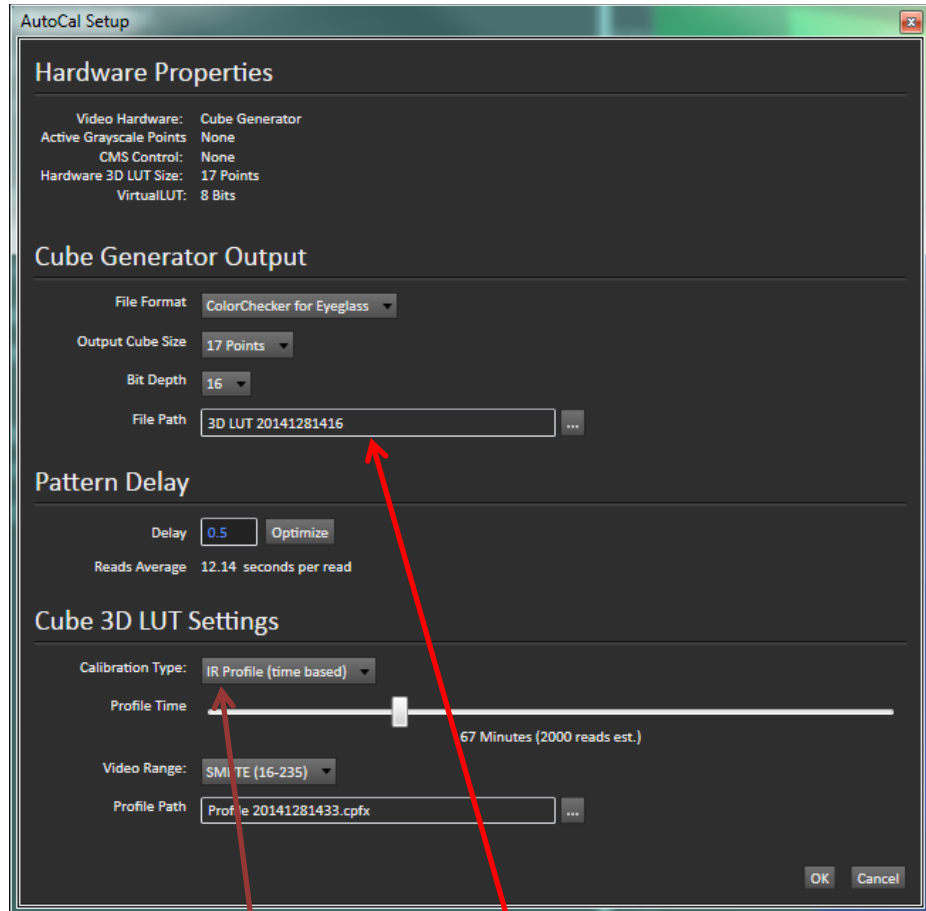 AutoCal Setup
Hardware Properties
Video Hardware: Cube Generator
Active Grayscale Points None
CMS Control: None
Hardware 3D LUT Size: 17 Points
VirtualLUT: 8 Bits
Cube Generator Output
File Format ColorChecker for Eyeglass
Output Cube Size 17 Points
Bit Depth 16
File Path 3D LUT 20141281416 ...
Pattern Delay
Delay 0.5 Optimize
Reads Average 12.14 seconds per read
Cube 3D LUT Settings
Calibration Type: IR Profile (time based)
Profile Time
67 Minutes (2000 reads est.)
Video Range: SMPTE (16-235)
Profile Path Profile 20141281433.cpfx ...
OK Cancel